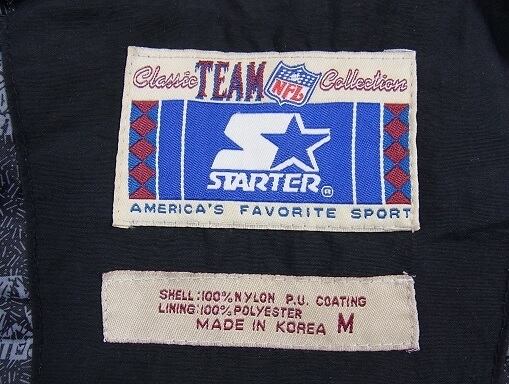 Classic TEAM NFL Collection
STARTER ®
AMERICA'S FAVORITE SPORT
SHELL:100% NYLON P.U. COATING
LINING:100% POLYESTER
MADE IN KOREA M